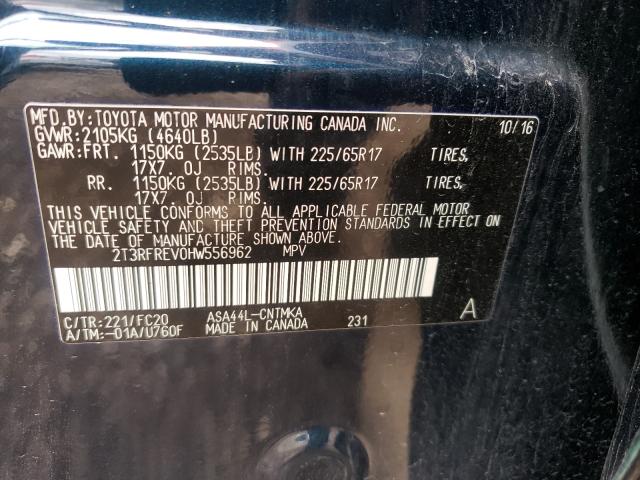 MFD.BY:TOYOTA MOTOR MANUFACTURING CANADA INC. 10/16
GVWR:2105KG (4640LB)
GAWR:FRT. 1150KG (2535LB) WITH 225/65R17 TIRES,
17X7.0J RIMS.
RR. 1150KG (2535LB) WITH 225/65R17 TIRES,
17X7.0J RIMS.
THIS VEHICLE CONFORMS TO ALL APPLICABLE FEDERAL MOTOR
VEHICLE SAFETY AND THEFT PREVENTION STANDARDS IN EFFECT ON
THE DATE OF MANUFACTURE SHOWN ABOVE.
2T3RFREV0HW556962 MPV
C/TR:221/FC20 ASA44L-CNTMKA 231 A
A/TM:-01A/U760F MADE IN CANADA